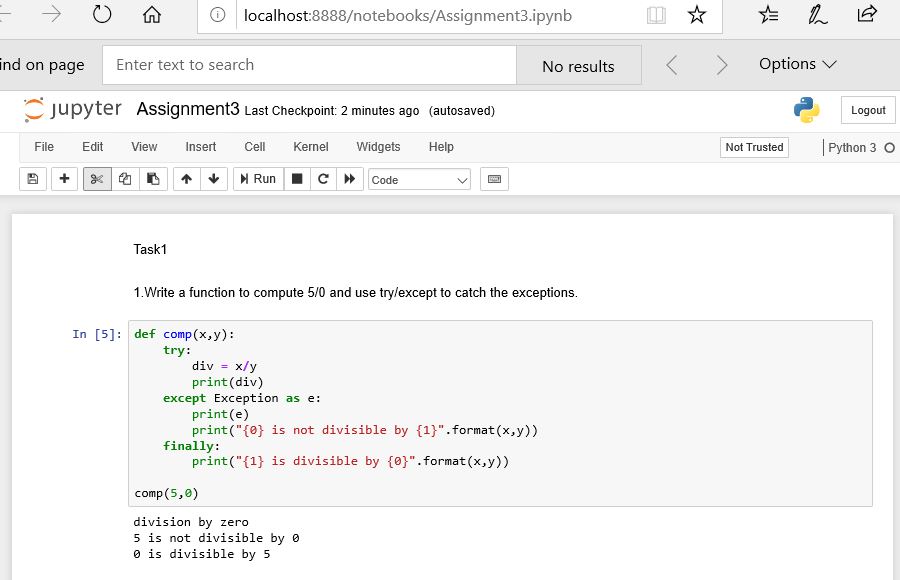 localhost:8888/notebooks/Assignment3.ipynb
ind on page
Enter text to search
No results
Options
jupyter Assignment3 Last Checkpoint: 2 minutes ago (autosaved)
Logout
File Edit View Insert Cell Kernel Widgets Help
Not Trusted
Python 3
Run
Code
Task1
1.Write a function to compute 5/0 and use try/except to catch the exceptions.
In [5]:
def comp(x,y):
    try:
        div = x/y
        print(div)
    except Exception as e:
        print(e)
        print("{0} is not divisible by {1}".format(x,y))
    finally:
        print("{1} is divisible by {0}".format(x,y))
comp(5,0)
division by zero
5 is not divisible by 0
0 is divisible by 5